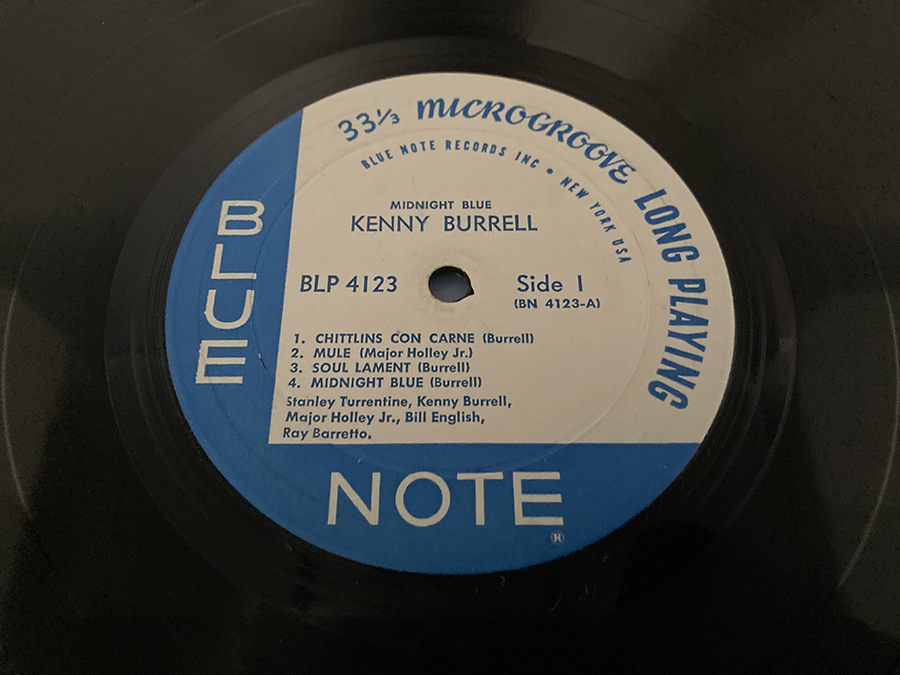 33⅓ MICROGROOVE LONG PLAYING
BLUE NOTE RECORDS INC • NEW YORK USA
MIDNIGHT BLUE
KENNY BURRELL
BLP 4123
Side 1
(BN 4123-A)
1. CHITTLINS CON CARNE (Burrell)
2. MULE (Major Holley Jr.)
3. SOUL LAMENT (Burrell)
4. MIDNIGHT BLUE (Burrell)
Stanley Turrentine, Kenny Burrell,
Major Holley Jr., Bill English,
Ray Barretto.
BLUE
NOTE
®